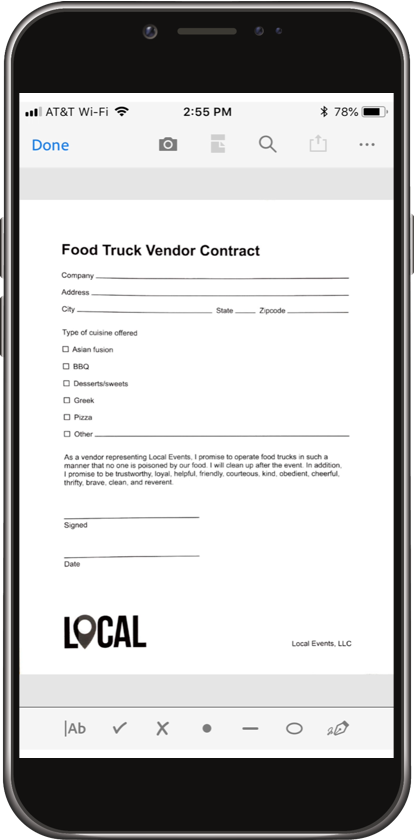 AT&T Wi-Fi 2:55 PM 78%
Done
Food Truck Vendor Contract
Company
Address
City State Zipcode
Type of cuisine offered
Asian fusion
BBQ
Desserts/sweets
Greek
Pizza
Other
As a vendor representing Local Events, I promise to operate food trucks in such a
manner that no one is poisoned by our food. I will clean up after the event. In addition,
I promise to be trustworthy, loyal, helpful, friendly, courteous, kind, obedient, cheerful,
thrifty, brave, clean, and reverent.
Signed
Date
LOCAL
Local Events, LLC
|Ab